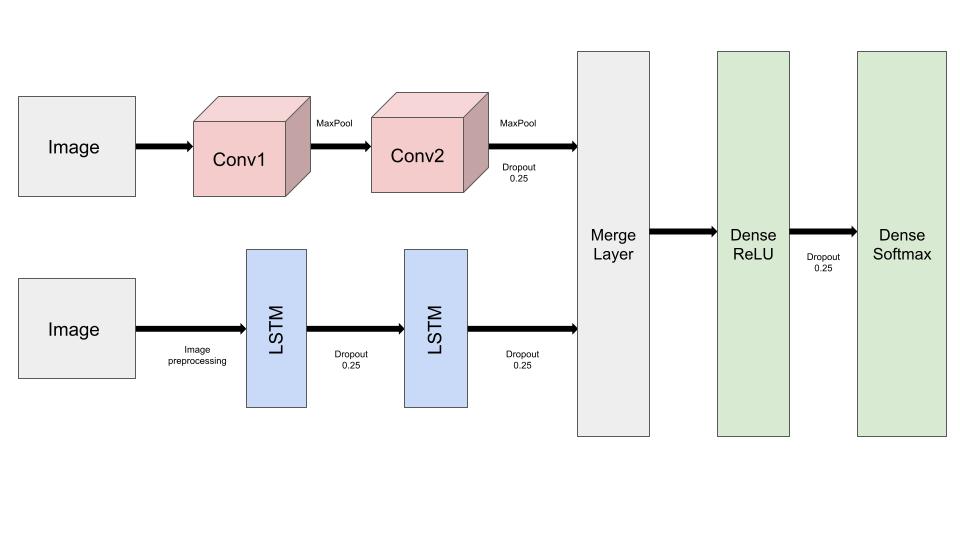 Image
Conv1
MaxPool
Conv2
MaxPool
Dropout
0.25
Image
Image
preprocessing
LSTM
Dropout
0.25
LSTM
Dropout
0.25
Merge
Layer
Dense
ReLU
Dropout
0.25
Dense
Softmax